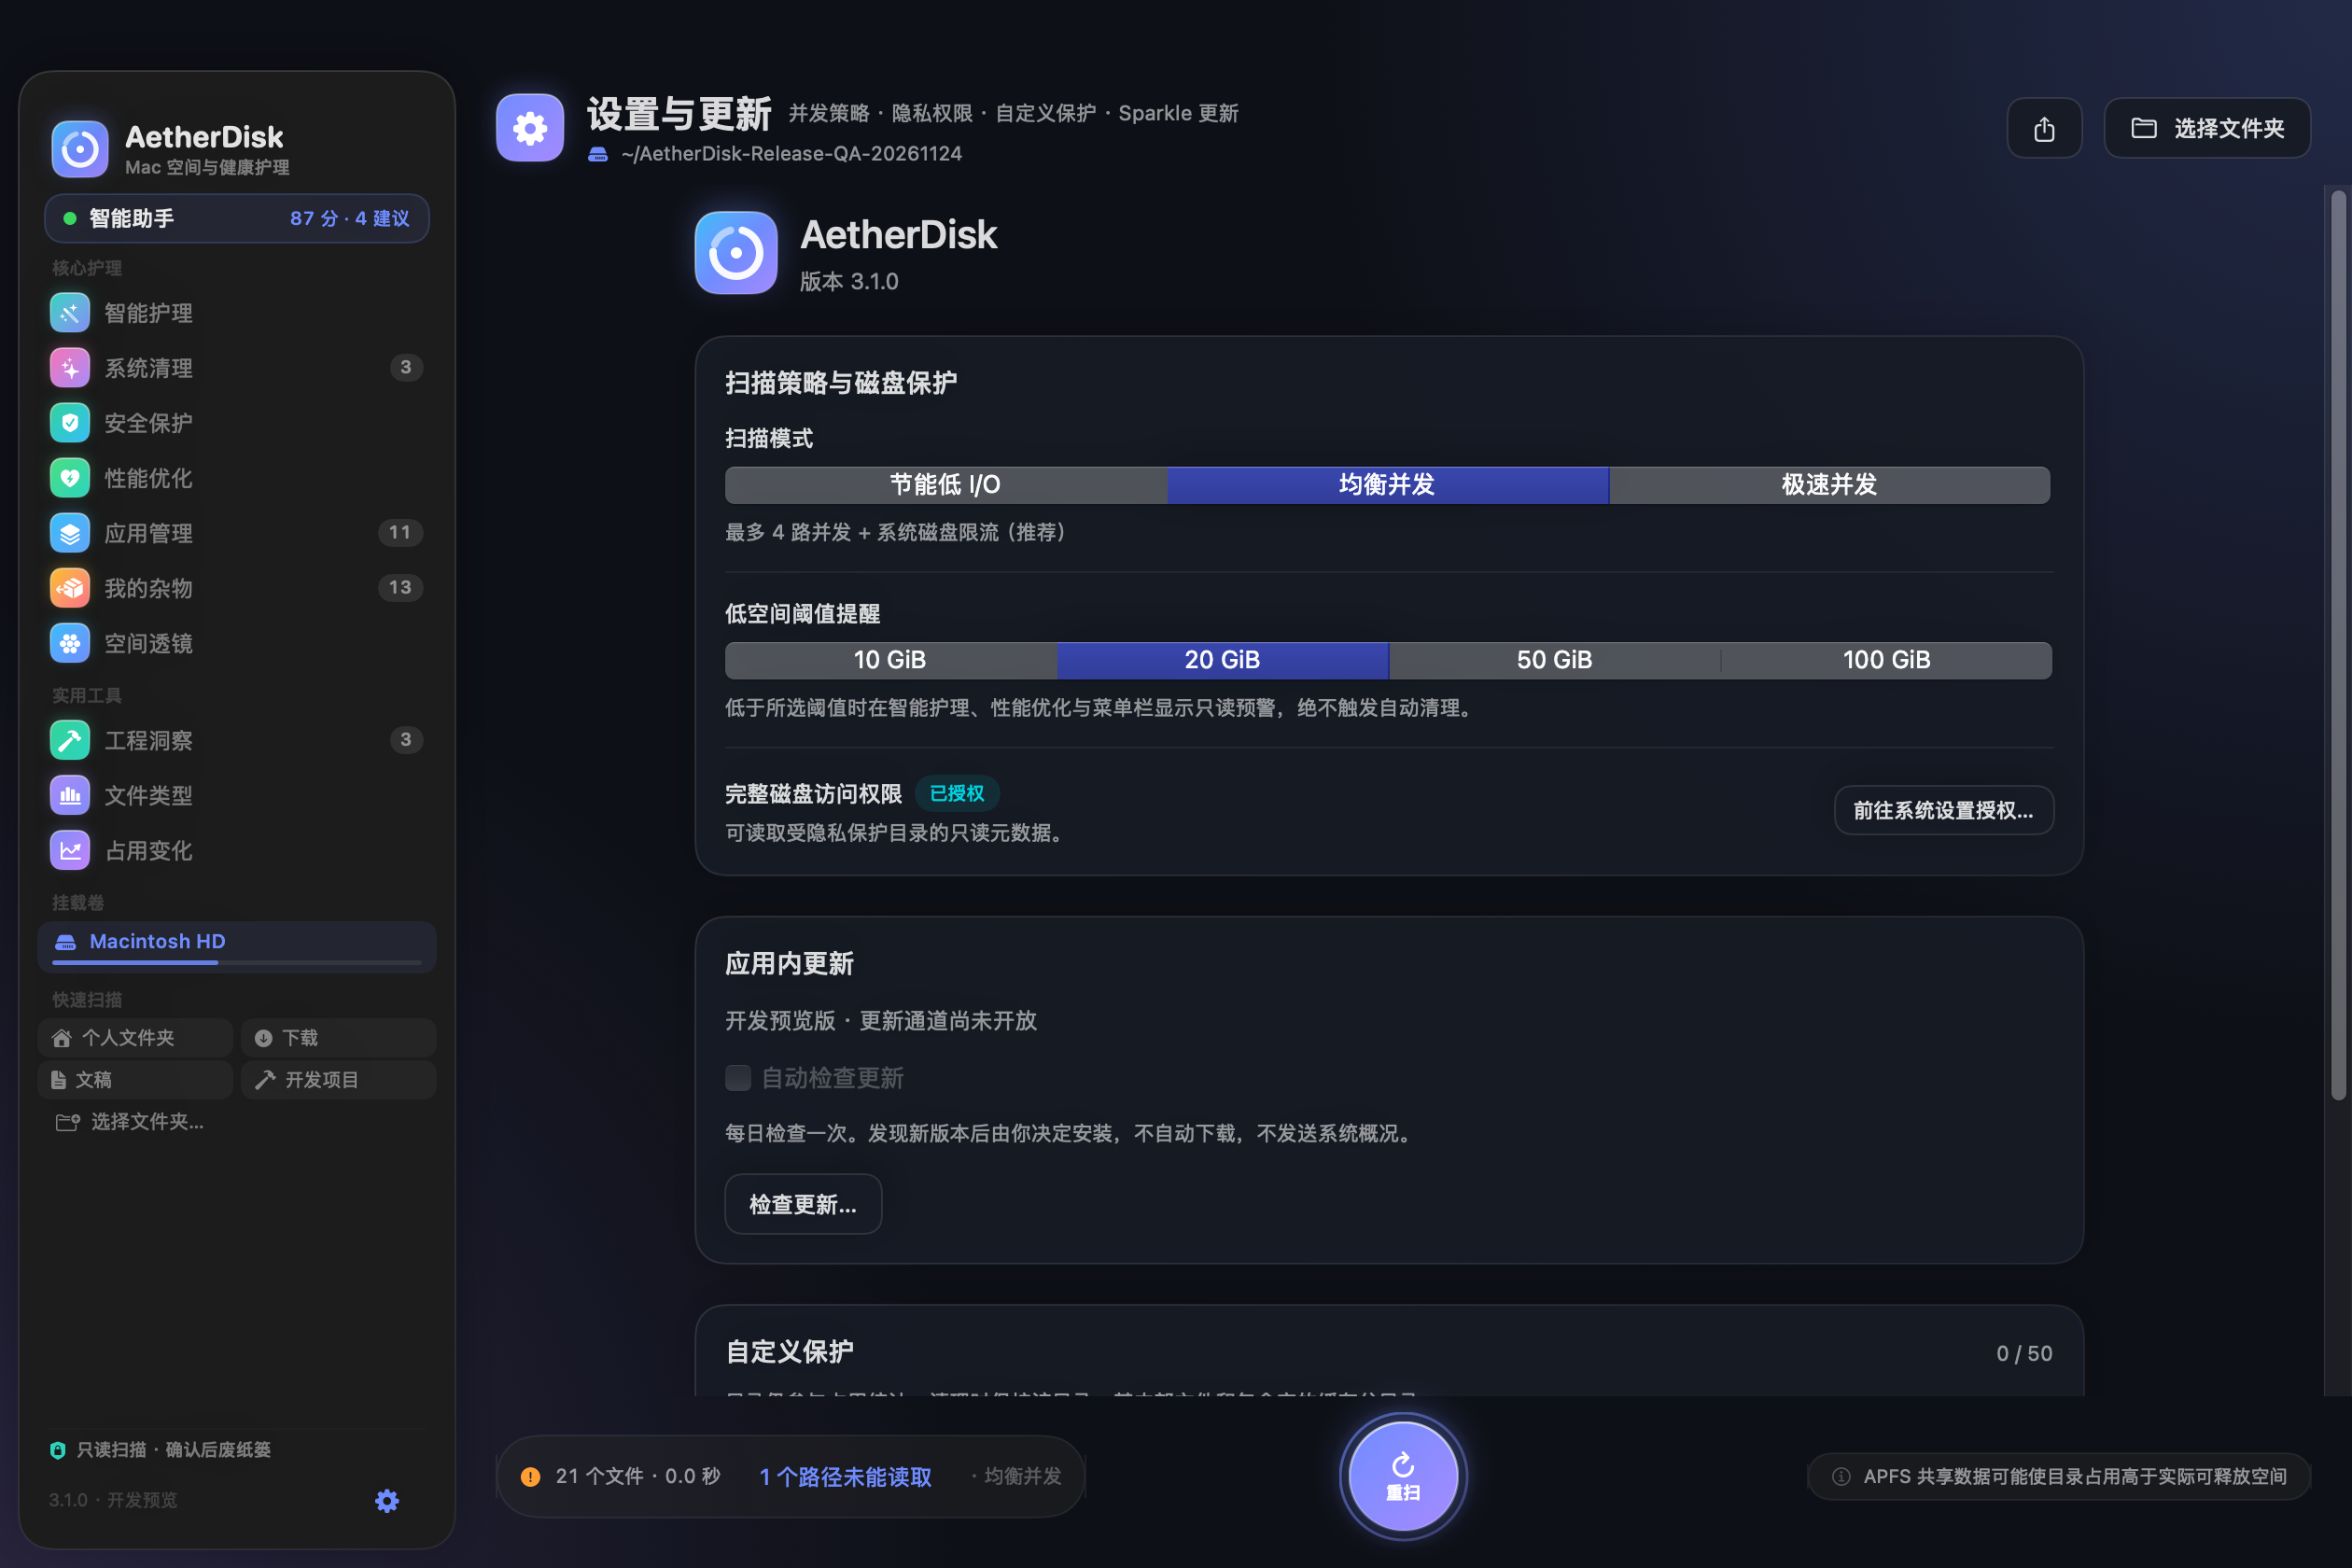 AetherDisk
Mac 空间与健康护理
智能助手
87 分 · 4 建议
核心护理
智能护理
系统清理
3
安全保护
性能优化
应用管理
11
我的杂物
13
空间透镜
实用工具
工程洞察
3
文件类型
占用变化
挂载卷
Macintosh HD
快速扫描
个人文件夹
下载
文稿
开发项目
选择文件夹...
只读扫描 · 确认后废纸篓
3.1.0 · 开发预览
设置与更新
并发策略 · 隐私权限 · 自定义保护 · Sparkle 更新
~/AetherDisk-Release-QA-20261124
选择文件夹
AetherDisk
版本 3.1.0
扫描策略与磁盘保护
扫描模式
节能低 I/O
均衡并发
极速并发
最多 4 路并发 + 系统磁盘限流（推荐）
低空间阈值提醒
10 GiB
20 GiB
50 GiB
100 GiB
低于所选阈值时在智能护理、性能优化与菜单栏显示只读预警，绝不触发自动清理。
完整磁盘访问权限
已授权
可读取受隐私保护目录的只读元数据。
前往系统设置授权...
应用内更新
开发预览版 · 更新通道尚未开放
自动检查更新
每日检查一次。发现新版本后由你决定安装，不自动下载，不发送系统概况。
检查更新...
自定义保护
0 / 50
21 个文件 · 0.0 秒
1 个路径未能读取
· 均衡并发
重扫
APFS 共享数据可能使目录占用高于实际可释放空间